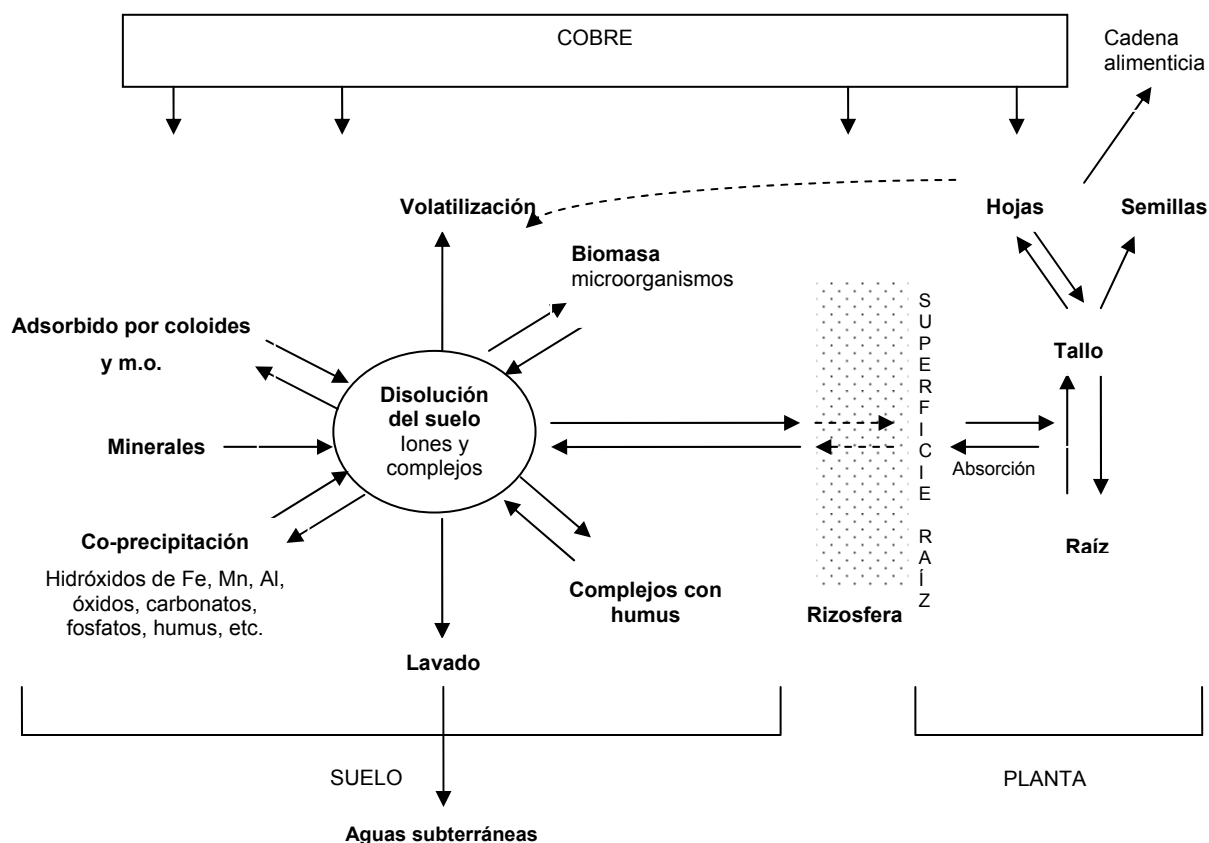 COBRE
Cadena
alimenticia
Volatilización
Hojas
Semillas
Biomasa
microorganismos
Adsorbido por coloides
y m.o.
Tallo
Disolución
del suelo
Iones y
complejos
Minerales
SUPERFICIE RAÍZ
Absorción
Co-precipitación
Hidróxidos de Fe, Mn, Al,
óxidos, carbonatos,
fosfatos, humus, etc.
Raíz
Complejos con
humus
Rizosfera
Lavado
SUELO
PLANTA
Aguas subterráneas